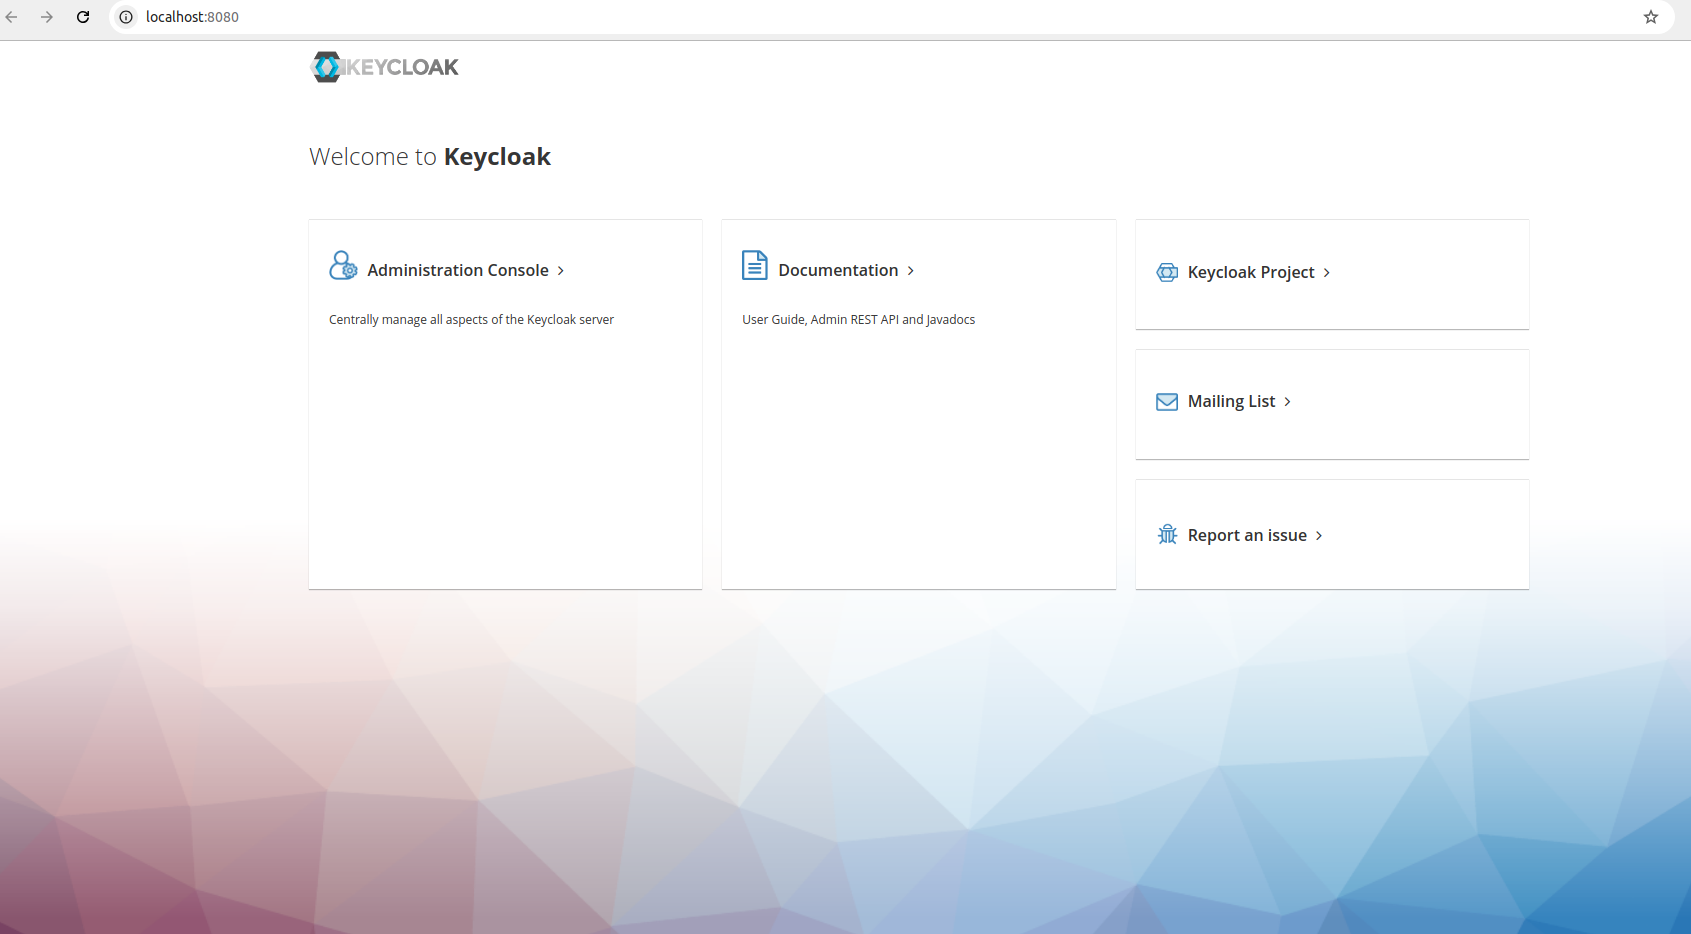 localhost:8080
KEYCLOAK
Welcome to Keycloak
Administration Console
Centrally manage all aspects of the Keycloak server
Documentation
User Guide, Admin REST API and Javadocs
Keycloak Project
Mailing List
Report an issue